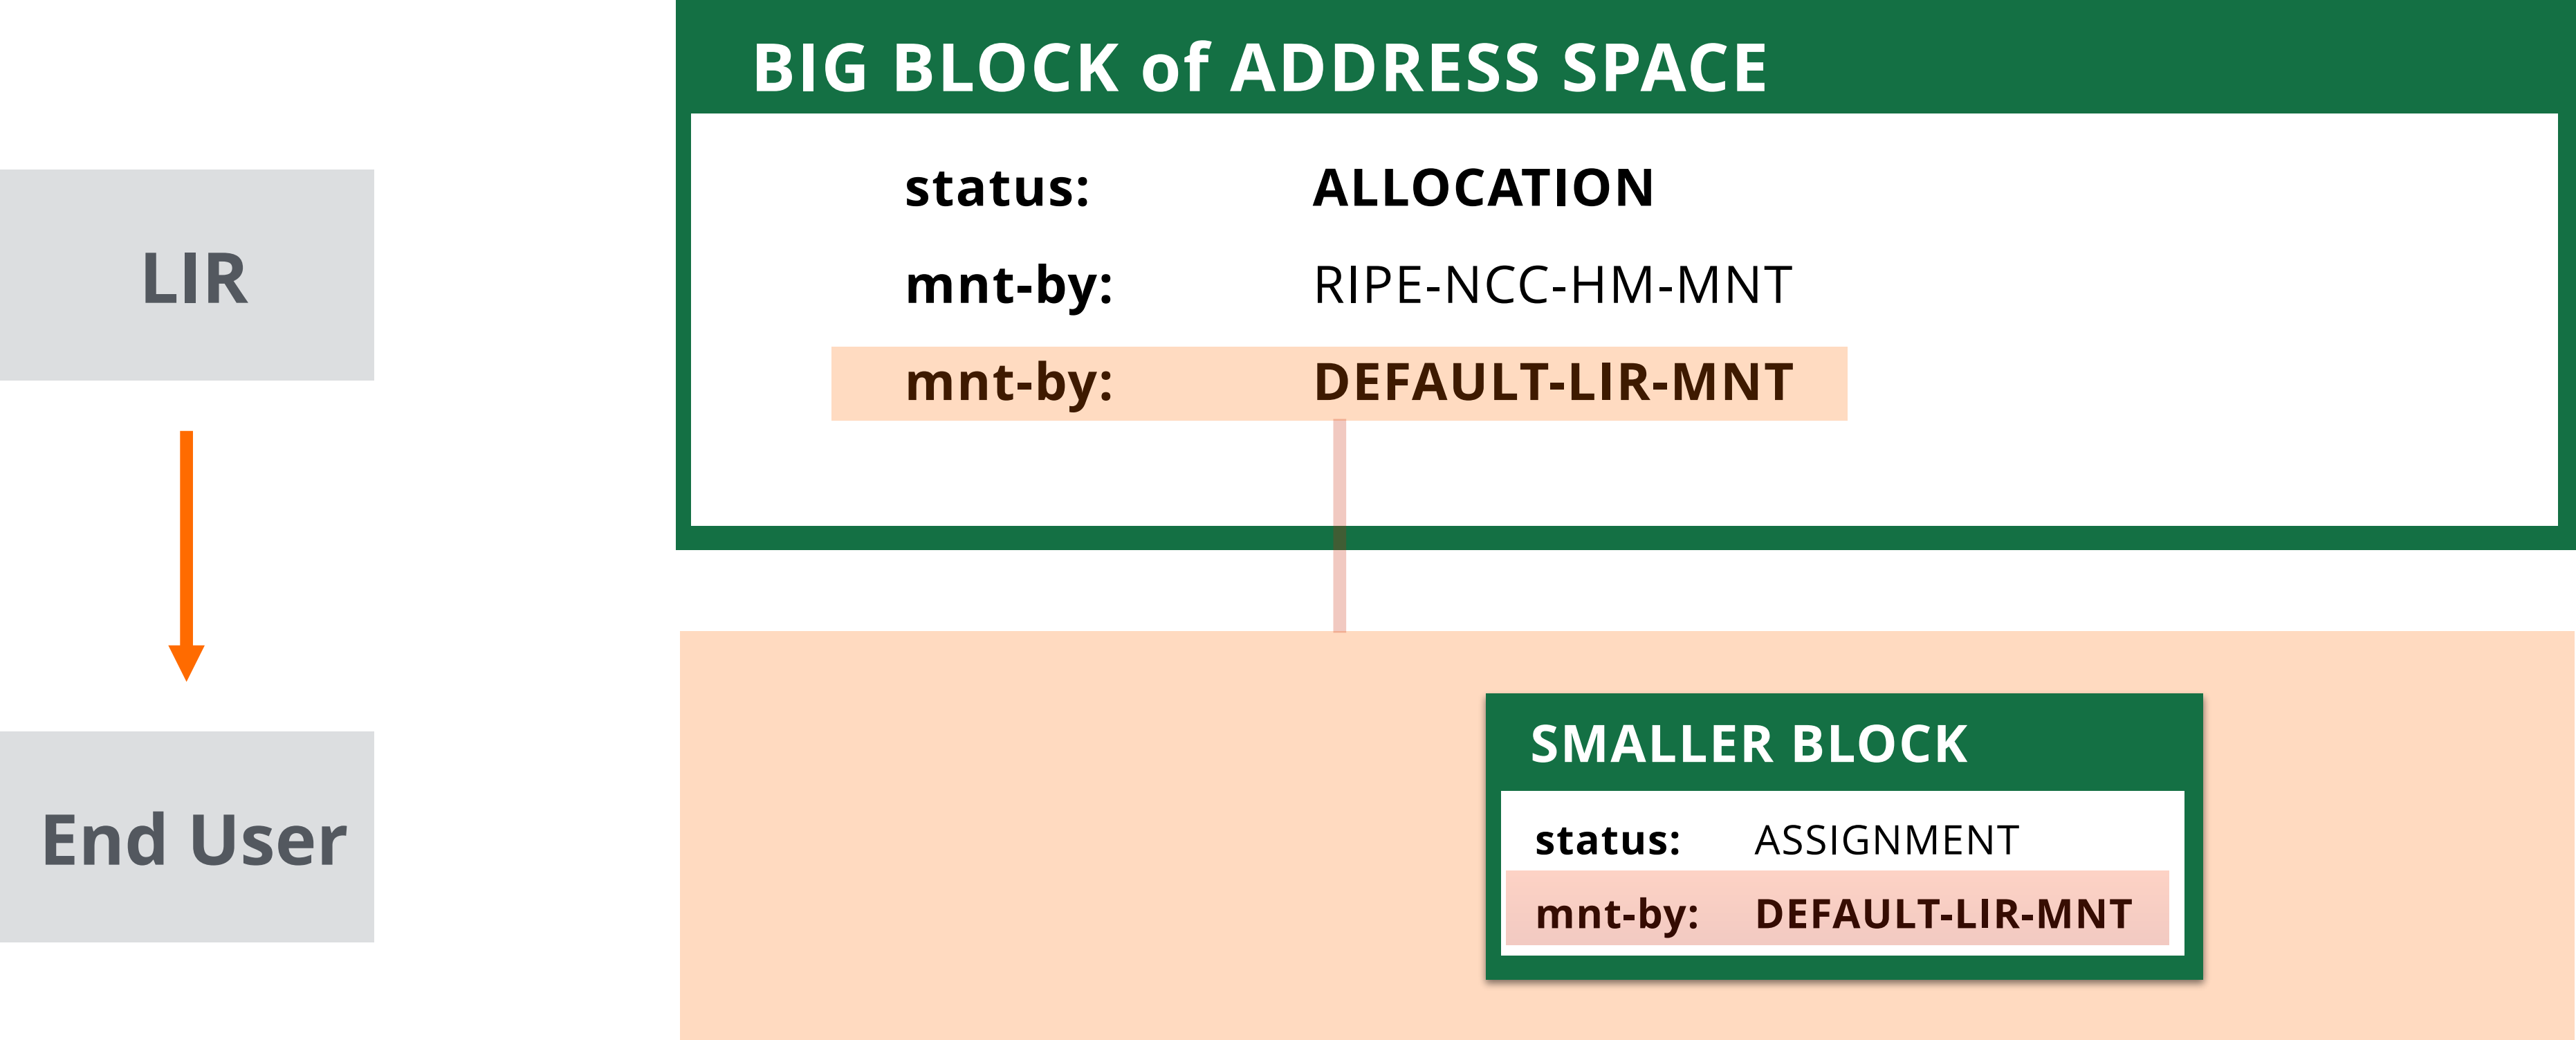 BIG BLOCK of ADDRESS SPACE
LIR
status: ALLOCATION
mnt-by: RIPE-NCC-HM-MNT
mnt-by: DEFAULT-LIR-MNT
End User
SMALLER BLOCK
status: ASSIGNMENT
mnt-by: DEFAULT-LIR-MNT